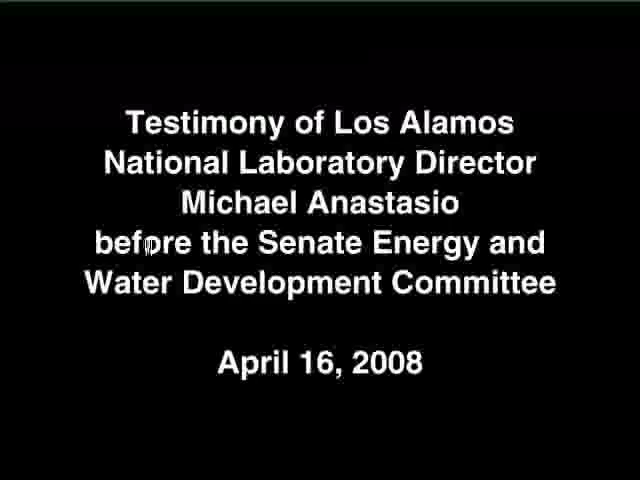 Testimony of Los Alamos
National Laboratory Director
Michael Anastasio
before the Senate Energy and
Water Development Committee
April 16, 2008